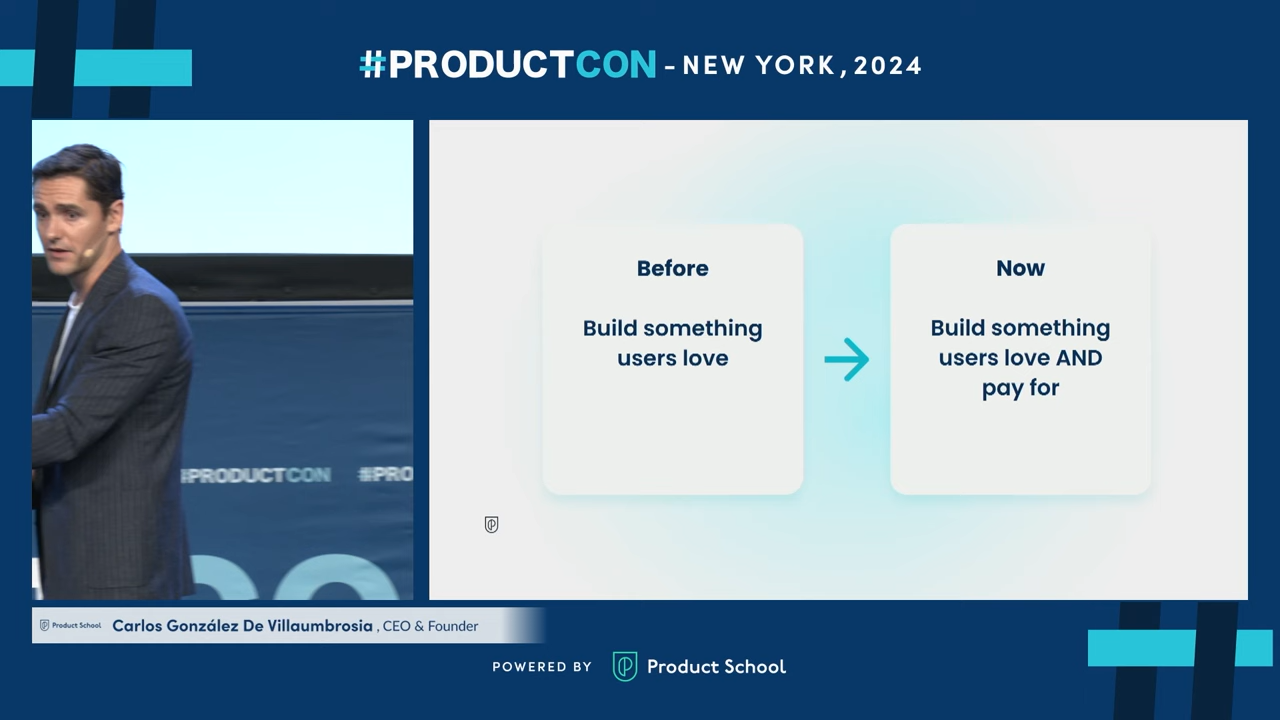 #PRODUCTCON - NEW YORK, 2024
Before
Build something
users love
Now
Build something
users love AND
pay for
#PRODUCTCON #PRO
Product School Carlos González De Villaumbrosia , CEO & Founder
POWERED BY Product School